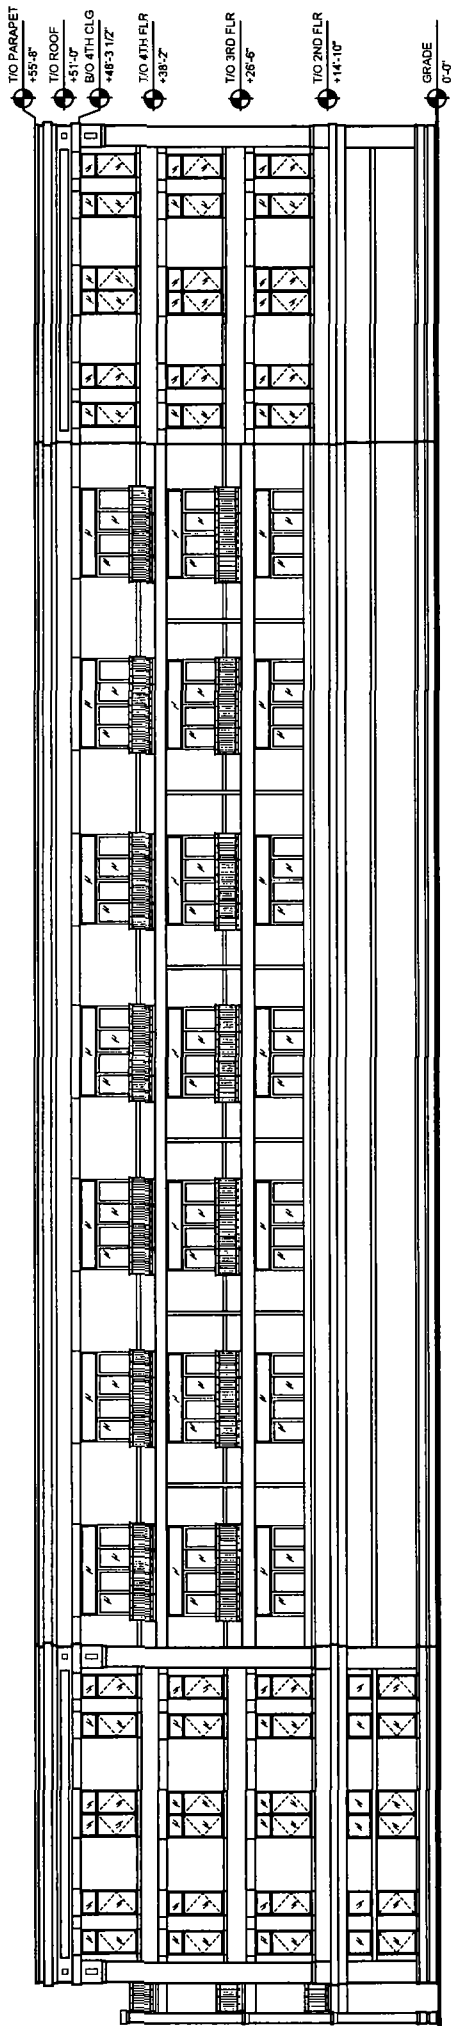 T/O PARAPET
+55'-8"
T/O ROOF
+51'-0"
B/O 4TH CLG
+48'-3 1/2"
T/O 4TH FLR
+38'-2"
T/O 3RD FLR
+26'-6"
T/O 2ND FLR
+14'-10"
GRADE
0'-0"